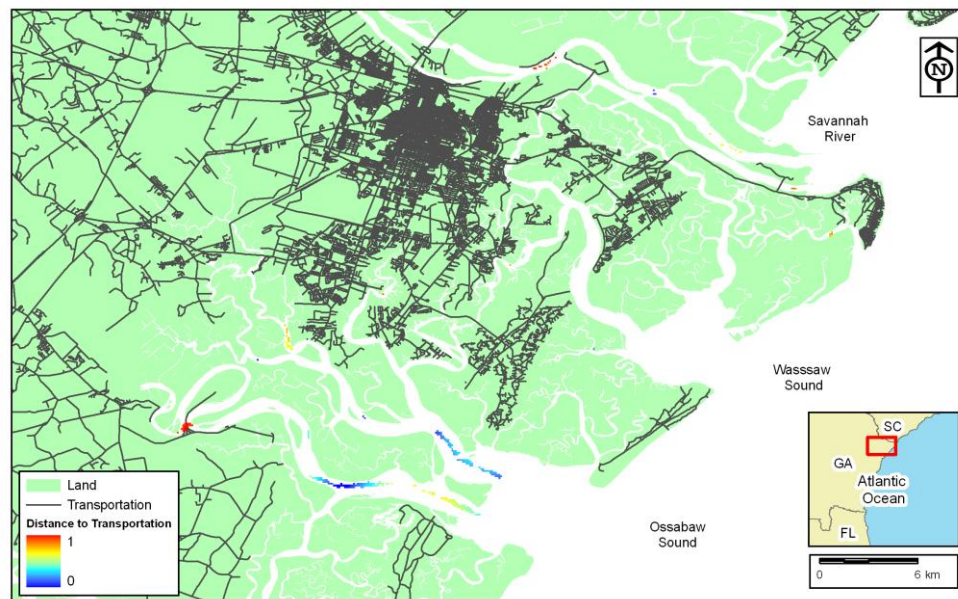 N
Savannah
River
Wasssaw
Sound
Ossabaw
Sound
Land
Transportation
Distance to Transportation
1
0
SC
GA
Atlantic
Ocean
FL
0
6 km